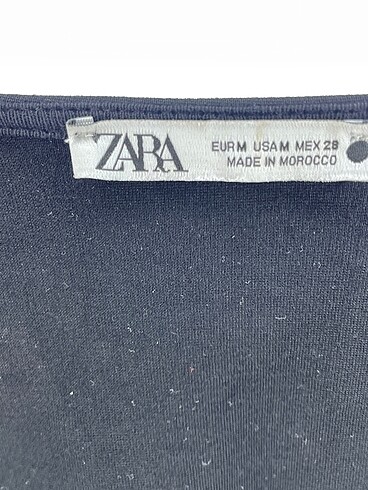 ZARA
EUR M USA M MEX 28
MADE IN MOROCCO